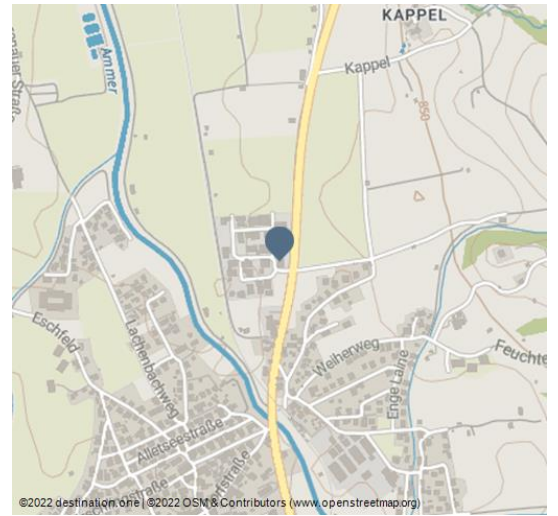 KAPPEL
Kappel
Ammer
Straße
Eschfeld
Lachenbachweg
Weiherweg
Enge Laine
Alletseestraße
850
©2022 destination.one | ©2022 OSM & Contributors (www.openstreetmap.org)